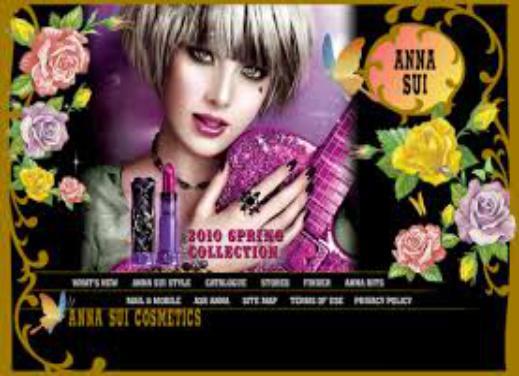 ANNA
SUI
2010 SPRING
COLLECTION
WHAT'S NEW ANNA SUI STYLE CATALOGUE STORES FINDER ANNA BITS
MAIL & MOBILE ASK ANNA SITE MAP TERMS OF USE PRIVACY POLICY
ANNA SUI COSMETICS